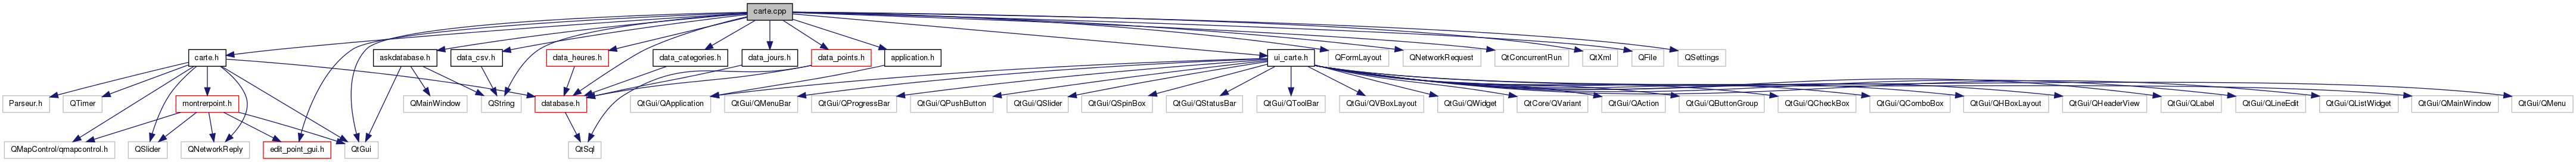 carte.cpp
carte.h
askdatabase.h
data_csv.h
data_heures.h
data_categories.h
data_jours.h
data_points.h
application.h
ui_carte.h
QFormLayout
QNetworkRequest
QtConcurrentRun
QtXml
QFile
QSettings
Parseur.h
QTimer
montrerpoint.h
QMainWindow
QString
database.h
QtGui/QApplication
QtGui/QMenuBar
QtGui/QProgressBar
QtGui/QPushButton
QtGui/QSlider
QtGui/QSpinBox
QtGui/QStatusBar
QtGui/QToolBar
QtGui/QVBoxLayout
QtGui/QWidget
QtCore/QVariant
QtGui/QAction
QtGui/QButtonGroup
QtGui/QCheckBox
QtGui/QComboBox
QtGui/QHBoxLayout
QtGui/QHeaderView
QtGui/QLabel
QtGui/QLineEdit
QtGui/QListWidget
QtGui/QMainWindow
QtGui/QMenu
QMapControl/qmapcontrol.h
QSlider
QNetworkReply
edit_point_gui.h
QtGui
QtSql